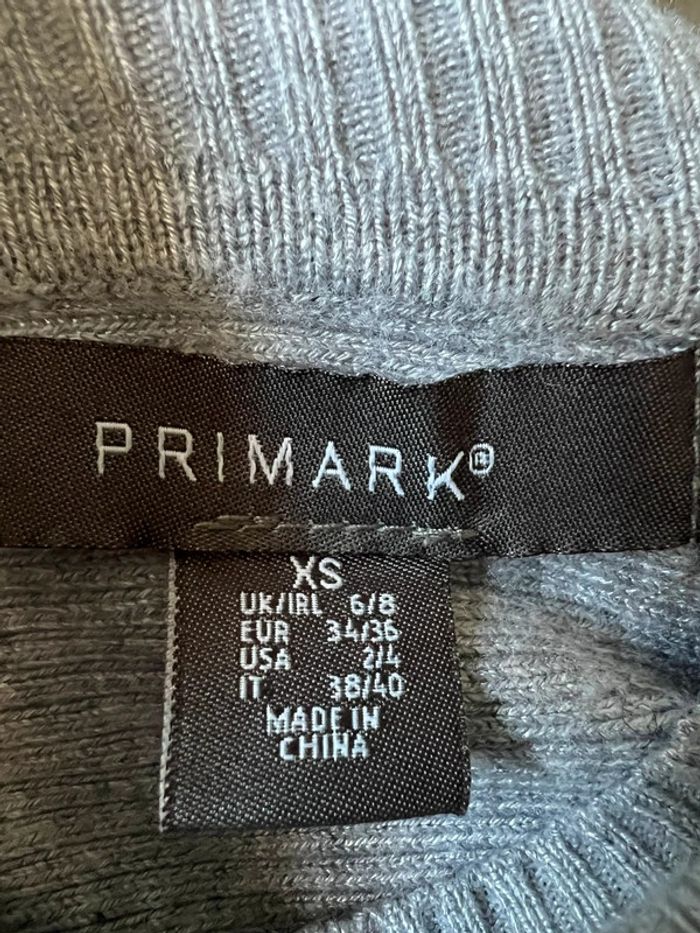 PRIMARK®
XS
UK/IRL 6/8
EUR 34/36
USA 2/4
IT 38/40
MADE IN
CHINA